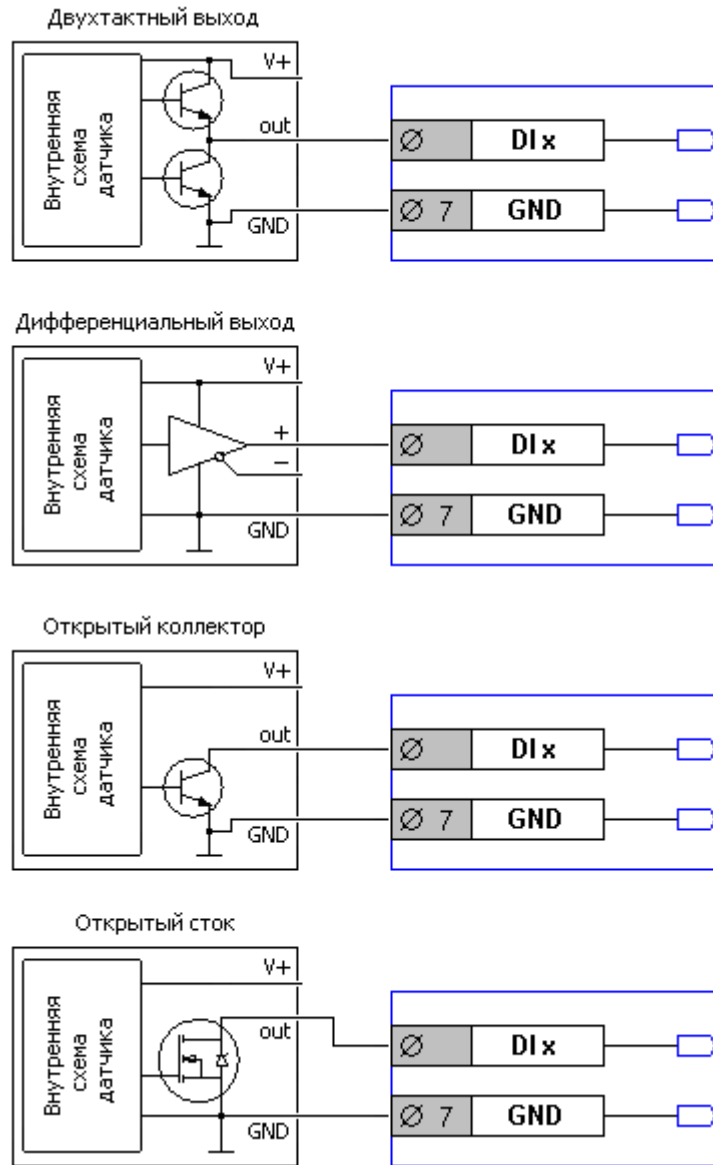 Двухтактный выход
Внутренняя
схема
датчика
V+
out
GND
Ø DI x
Ø 7 GND
Дифференциальный выход
Внутренняя
схема
датчика
V+
+
−
GND
Ø DI x
Ø 7 GND
Открытый коллектор
Внутренняя
схема
датчика
V+
out
GND
Ø DI x
Ø 7 GND
Открытый сток
Внутренняя
схема
датчика
V+
out
GND
Ø DI x
Ø 7 GND